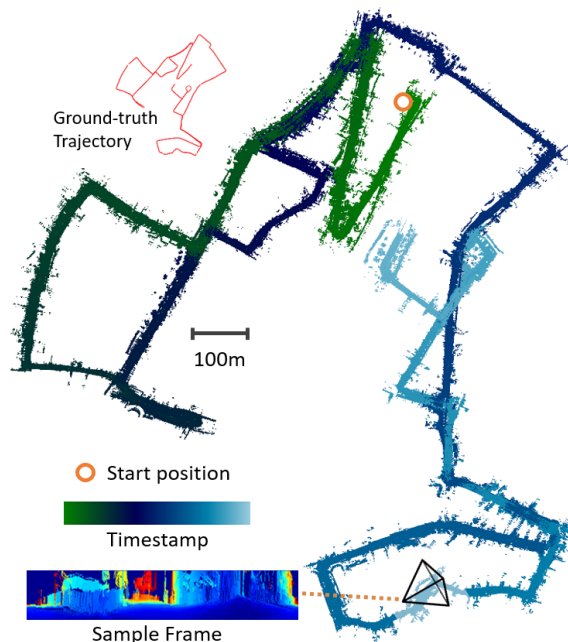 Ground-truth
Trajectory
100m
Start position
Timestamp
Sample Frame